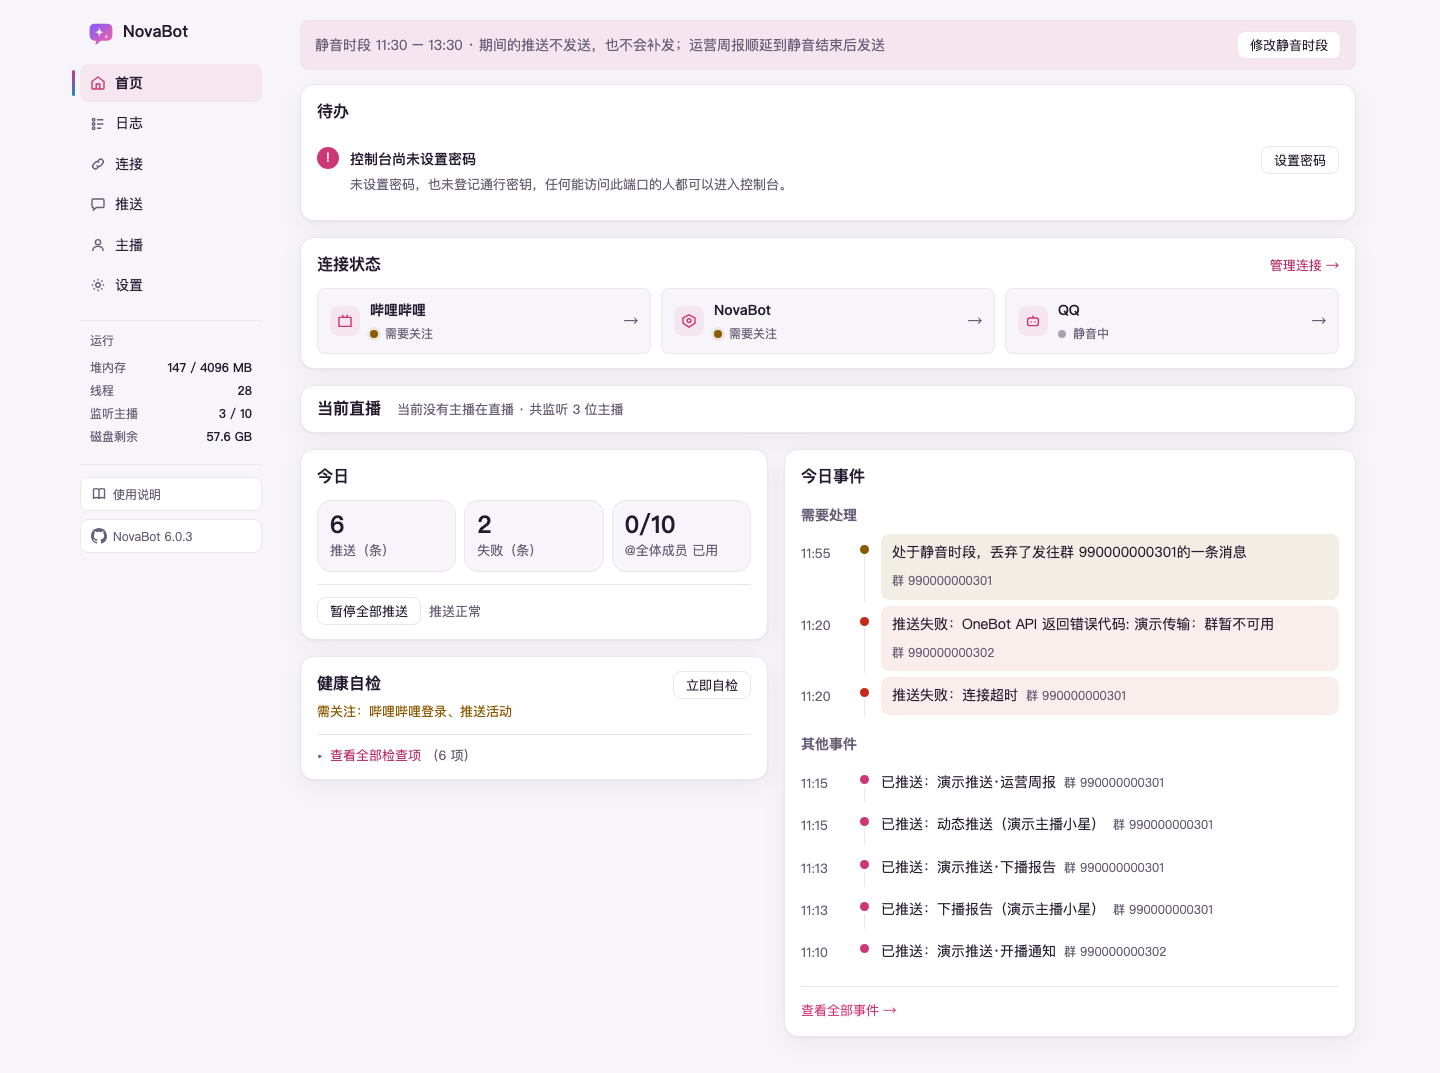 NovaBot
首页
日志
连接
推送
主播
设置
运行
堆内存 147 / 4096 MB
线程 28
监听主播 3 / 10
磁盘剩余 57.6 GB
使用说明
NovaBot 6.0.3
静音时段 11:30 — 13:30 · 期间的推送不发送，也不会补发；运营周报顺延到静音结束后发送
修改静音时段
待办
控制台尚未设置密码
未设置密码，也未登记通行密钥，任何能访问此端口的人都可以进入控制台。
设置密码
连接状态
管理连接 →
哔哩哔哩
需要关注
→
NovaBot
需要关注
→
QQ
静音中
→
当前直播 当前没有主播在直播 · 共监听 3 位主播
今日
6
推送（条）
2
失败（条）
0/10
@全体成员 已用
暂停全部推送 推送正常
健康自检
立即自检
需关注：哔哩哔哩登录、推送活动
▸ 查看全部检查项 （6 项）
今日事件
需要处理
11:55 处于静音时段，丢弃了发往群 990000000301的一条消息
群 990000000301
11:20 推送失败：OneBot API 返回错误代码: 演示传输：群暂不可用
群 990000000302
11:20 推送失败：连接超时 群 990000000301
其他事件
11:15 已推送：演示推送·运营周报 群 990000000301
11:15 已推送：动态推送（演示主播小星） 群 990000000301
11:13 已推送：演示推送·下播报告 群 990000000301
11:13 已推送：下播报告（演示主播小星） 群 990000000301
11:10 已推送：演示推送·开播通知 群 990000000302
查看全部事件 →